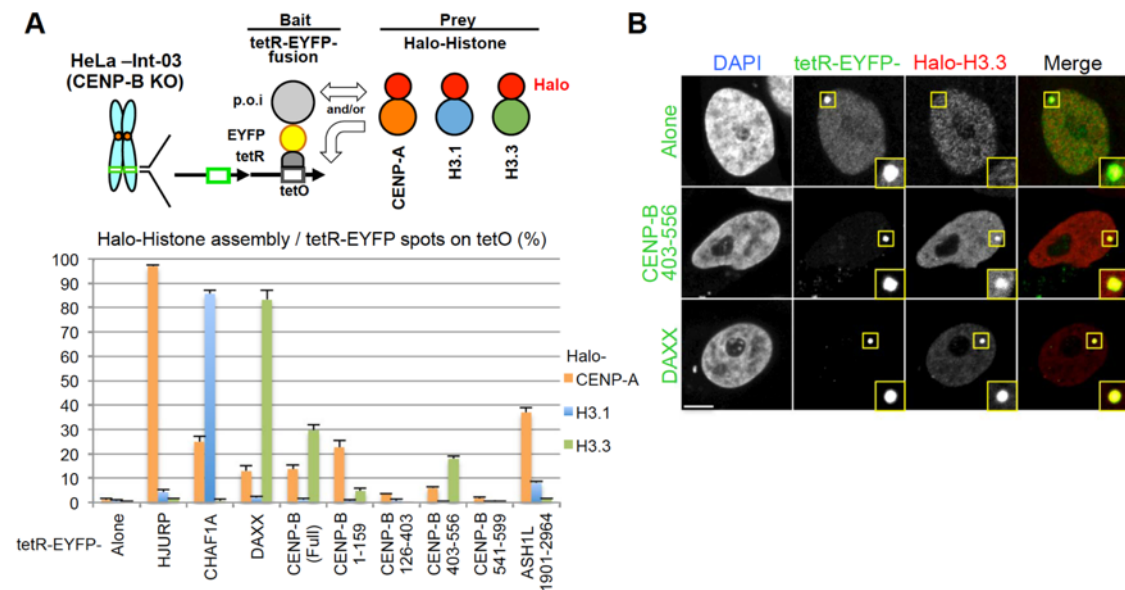 A
HeLa –Int-03
(CENP-B KO)
Bait
tetR-EYFP-
fusion
p.o.i
EYFP
tetR
tetO
and/or
Prey
Halo-Histone
Halo
CENP-A
H3.1
H3.3
Halo-Histone assembly / tetR-EYFP spots on tetO (%)
100
90
80
70
60
50
40
30
20
10
0
Halo-
CENP-A
H3.1
H3.3
tetR-EYFP-
Alone
HJURP
CHAF1A
DAXX
CENP-B
(Full)
CENP-B
1-159
CENP-B
126-403
CENP-B
403-556
CENP-B
541-599
ASH1L
1901-2964
B
DAPI
tetR-EYFP-
Halo-H3.3
Merge
Alone
CENP-B
403-556
DAXX